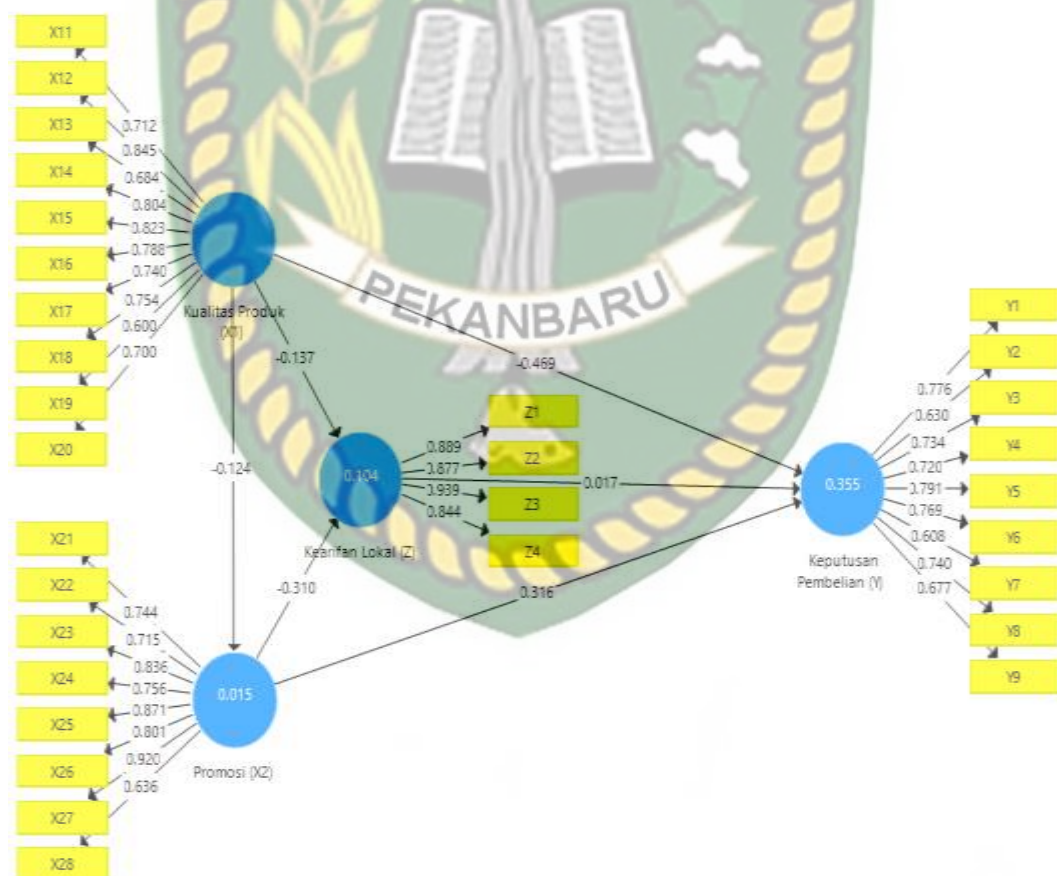 X11
X12
X13
X14
X15
X16
X17
X18
X19
X20
0.712
0.845
0.684
0.804
0.823
0.788
0.740
0.754
0.600
0.700
Kualitas Produk
(X1)
PEKANBARU
-0.137
-0.469
-0.124
Z1
Z2
Z3
Z4
0.889
0.877
0.939
0.844
0.104
Kearifan Lokal (Z)
0.017
-0.310
0.316
Y1
Y2
Y3
Y4
Y5
Y6
Y7
Y8
Y9
0.776
0.630
0.734
0.720
0.791
0.769
0.608
0.740
0.677
0.355
Keputusan
Pembelian (Y)
X21
X22
X23
X24
X25
X26
X27
X28
0.744
0.715
0.836
0.756
0.871
0.801
0.920
0.636
0.015
Promosi (X2)